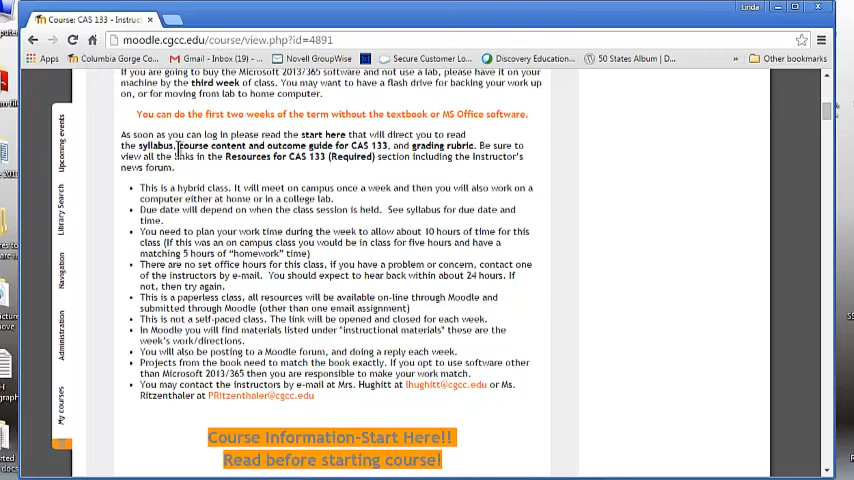 Linda
Course: CAS 133 - Instruc
moodle.cgcc.edu/course/view.php?id=4891
Apps
Columbia Gorge Com
Gmail - Inbox (19) - ...
Novell GroupWise
Secure Customer Lo...
Discovery Education...
50 States Album | D...
»
Other bookmarks
Upcoming events
Library Search
Navigation
Administration
My courses
If you are going to buy the Microsoft 2013/365 software and not use a lab, please have it on your
machine by the third week of class. You may want to have a flash drive for backing your work up
on, or for moving from lab to home computer.
You can do the first two weeks of the term without the textbook or MS Office software.
As soon as you can log in please read the start here that will direct you to read
the syllabus, course content and outcome guide for CAS 133, and grading rubric. Be sure to
view all the links in the Resources for CAS 133 (Required) section including the Instructor's
news forum.
• This is a hybrid class. It will meet on campus once a week and then you will also work on a
computer either at home or in a college lab.
• Due date will depend on when the class session is held. See syllabus for due date and
time.
• You need to plan your work time during the week to allow about 10 hours of time for this
class (If this was an on campus class you would be in class for five hours and have a
matching 5 hours of "homework" time)
• There are no set office hours for this class, if you have a problem or concern, contact one
of the instructors by e-mail. You should expect to hear back within about 24 hours. If
not, then try again.
• This is a paperless class, all resources will be available on-line through Moodle and
submitted through Moodle (other than one email assignment)
• This is not a self-paced class. The link will be opened and closed for each week.
• In Moodle you will find materials listed under "instructional materials" these are the
week's work/directions.
• You will also be posting to a Moodle forum, and doing a reply each week.
• Projects from the book need to match the book exactly. If you opt to use software other
than Microsoft 2013/365 then you are responsible to make your work match.
• You may contact the instructors by e-mail at Mrs. Hughitt at lhughitt@cgcc.edu or Ms.
Ritzenthaler at PRitzenthaler@cgcc.edu
Course Information-Start Here!!
Read before starting course!